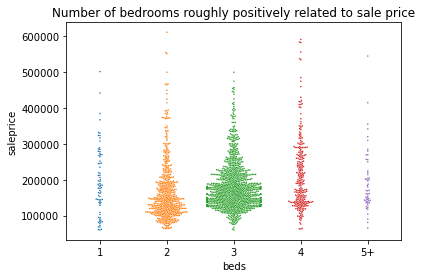 Number of bedrooms roughly positively related to sale price
600000
500000
400000
300000
200000
100000
saleprice
1 2 3 4 5+
beds